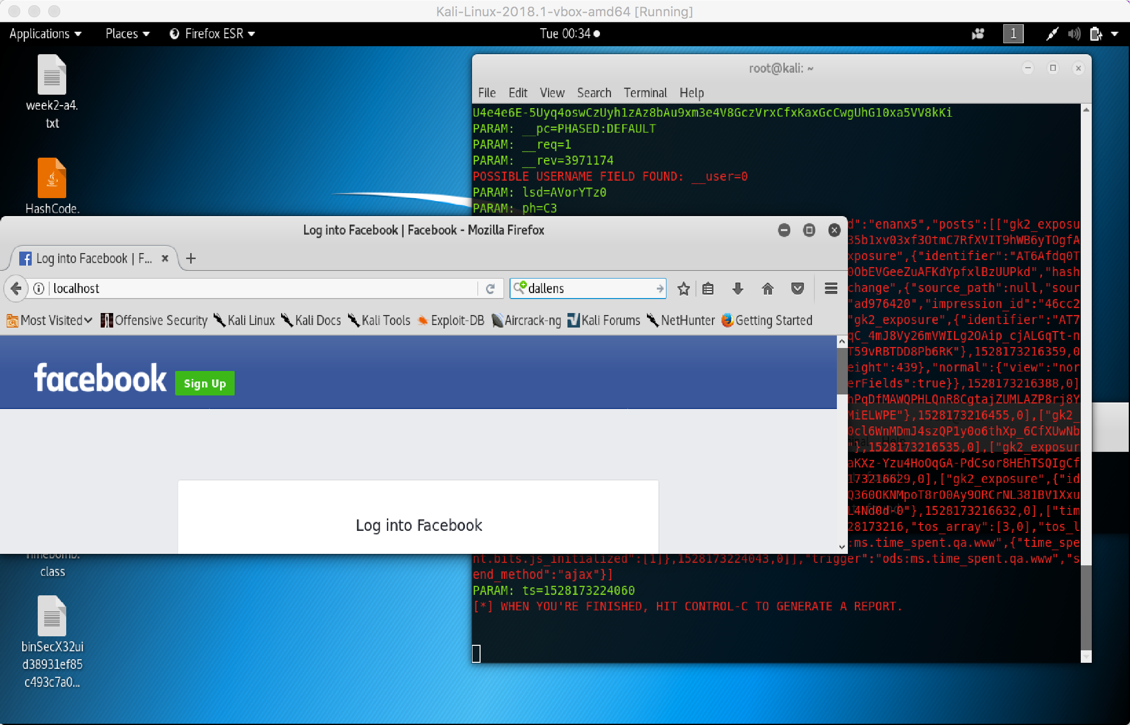 Kali-Linux-2018.1-vbox-amd64 [Running]
Applications Places Firefox ESR Tue 00:34 1
week2-a4.
txt
HashCode.
root@kali: ~
File Edit View Search Terminal Help
U4e4e6E-5Uyq4oswCzUyh1zAz8bAu9xm3e4V8GczVrxCfxKaxGcCwgUhG10xa5VV8kKi
PARAM: __pc=PHASED:DEFAULT
PARAM: __req=1
PARAM: __rev=3971174
POSSIBLE USERNAME FIELD FOUND: __user=0
PARAM: lsd=AVorYTz0
PARAM: ph=C3
d":"enanx5","posts":[["gk2_exposu
35b1xv03xf3OtmC7RfXVIT9hWB6yTOgfA
xposure",{"identifier":"AT6Afdq0T
OObEVGeeZuAFKdYpfxlBzUUPkd","hash
change",{"source_path":null,"sour
"ad976420","impression_id":"46cc2
"gk2_exposure",{"identifier":"AT7
qC_4mJ8Vy26mVWILg2OAip_cjALGqTt-n
T59vRBTDD8Pb6RK"},1528173216359,0
eight":439},"normal":{"view":"nor
erFields":true}},1528173216388,0]
hPqDfMAWQPHLQnR8CgtajZUMLAZP8rj8Y
MiELWPE"},1528173216455,0],["gk2_
0cl6WnMDmJ4szQP1y0o6thXp_6CfXUwNb
"},1528173216535,0],["gk2_exposur
aKXz-Yzu4HoOqGA-PdCsor8HEhTSQIgCf
173216629,0],["gk2_exposure",{"id
Q36OOKNMpoT8rO0Ay9ORCrNL381BV1Xxu
L4Nd0d-0"},1528173216632,0],["tim
28173216,"tos_array":[3,0],"tos_l
:ms.time_spent.qa.www",{"time_spe
nt.bits.js_initialized":[1]},1528173224043,0]],"trigger":"ods:ms.time_spent.qa.www","s
end_method":"ajax"}]
PARAM: ts=1528173224060
[*] WHEN YOU'RE FINISHED, HIT CONTROL-C TO GENERATE A REPORT.
Log into Facebook | Facebook - Mozilla Firefox
Log into Facebook | F...
localhost dallens
Most Visited Offensive Security Kali Linux Kali Docs Kali Tools Exploit-DB Aircrack-ng Kali Forums NetHunter Getting Started
facebook Sign Up
Log into Facebook
class
binSecX32ui
d38931ef85
c493c7a0...